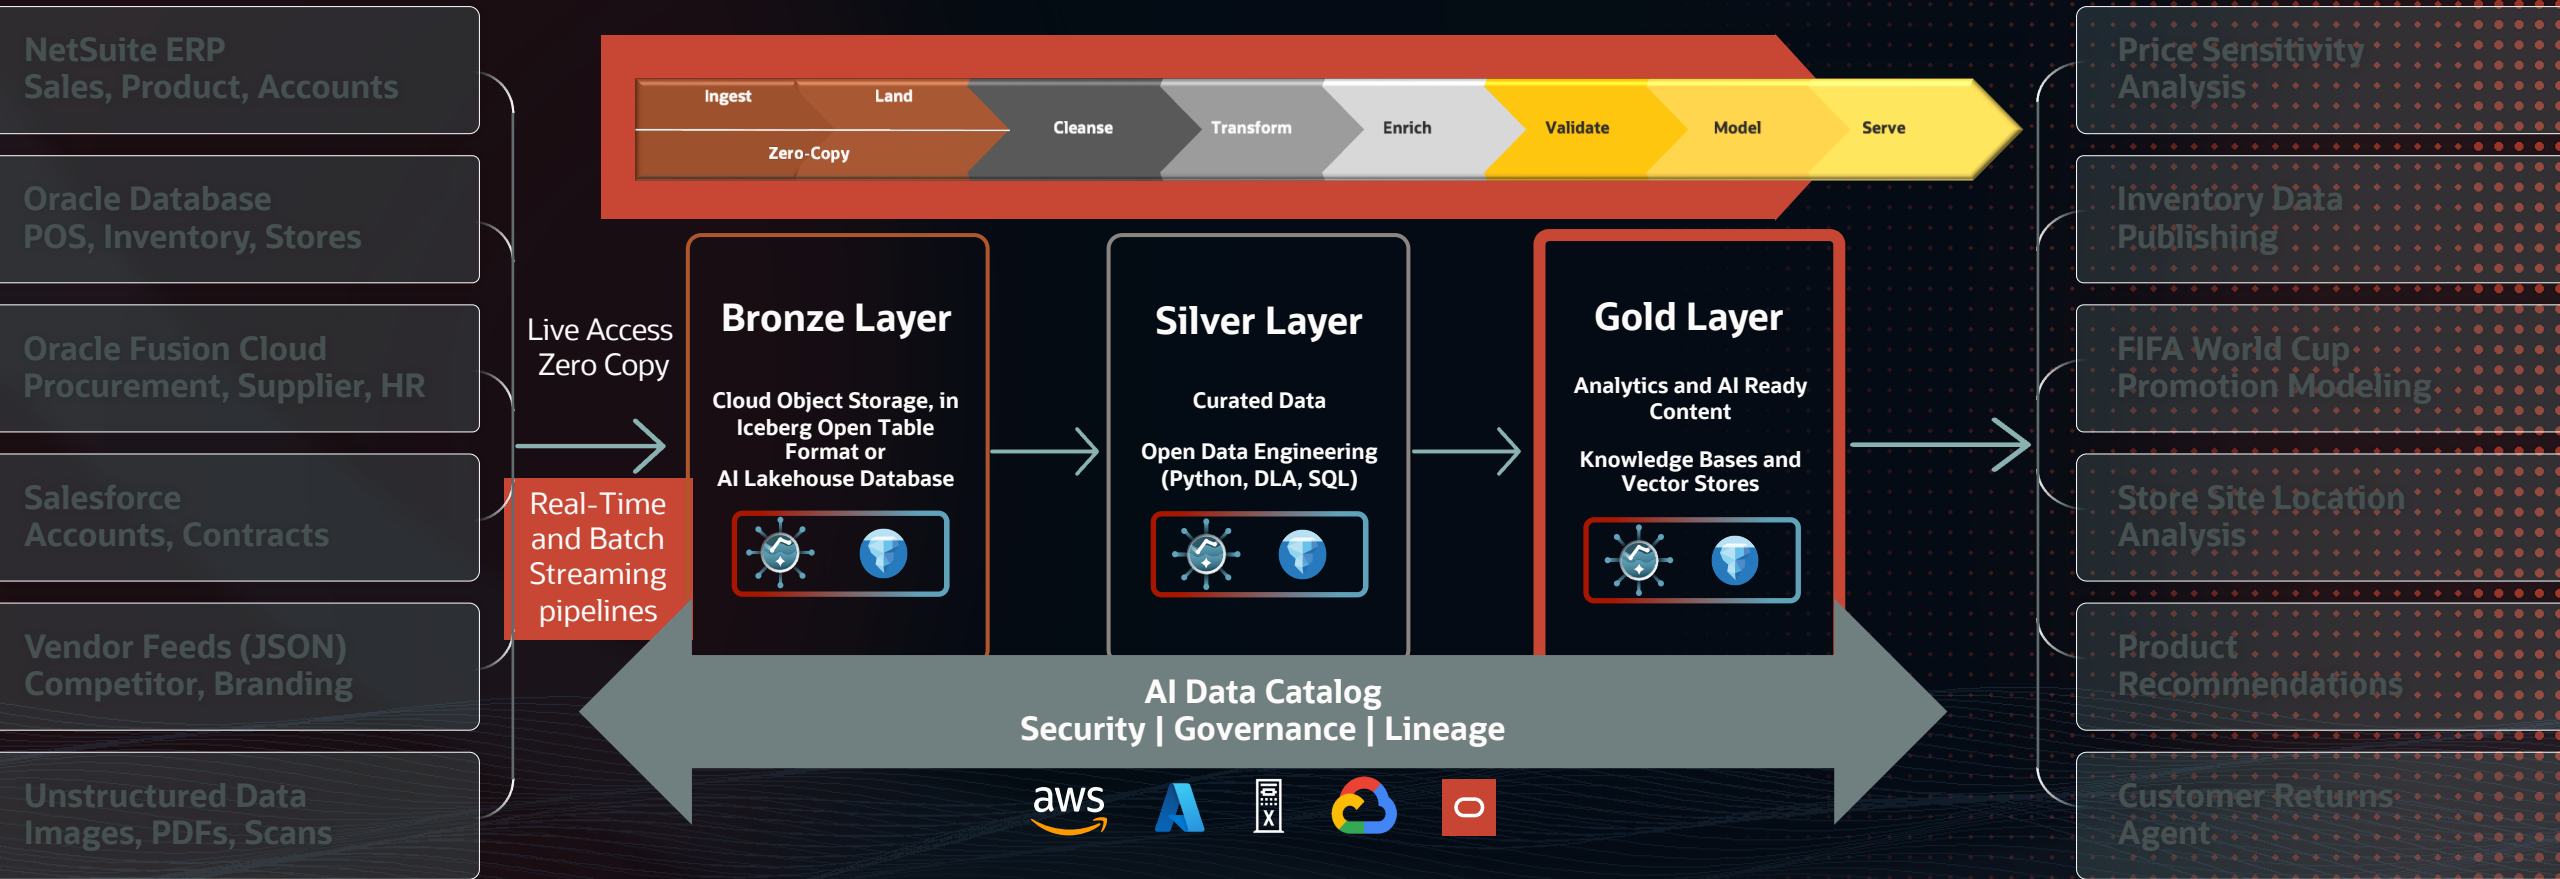 NetSuite ERP
Sales, Product, Accounts
Oracle Database
POS, Inventory, Stores
Oracle Fusion Cloud
Procurement, Supplier, HR
Salesforce
Accounts, Contracts
Vendor Feeds (JSON)
Competitor, Branding
Unstructured Data
Images, PDFs, Scans
Live Access
Zero Copy
Real-Time
and Batch
Streaming
pipelines
Ingest
Land
Zero-Copy
Cleanse
Transform
Enrich
Validate
Model
Serve
Bronze Layer
Cloud Object Storage, in
Iceberg Open Table
Format or
AI Lakehouse Database
Silver Layer
Curated Data
Open Data Engineering
(Python, DLA, SQL)
Gold Layer
Analytics and AI Ready
Content
Knowledge Bases and
Vector Stores
AI Data Catalog
Security | Governance | Lineage
aws
X
Price Sensitivity
Analysis
Inventory Data
Publishing
FIFA World Cup
Promotion Modeling
Store Site Location
Analysis
Product
Recommendations
Customer Returns
Agent